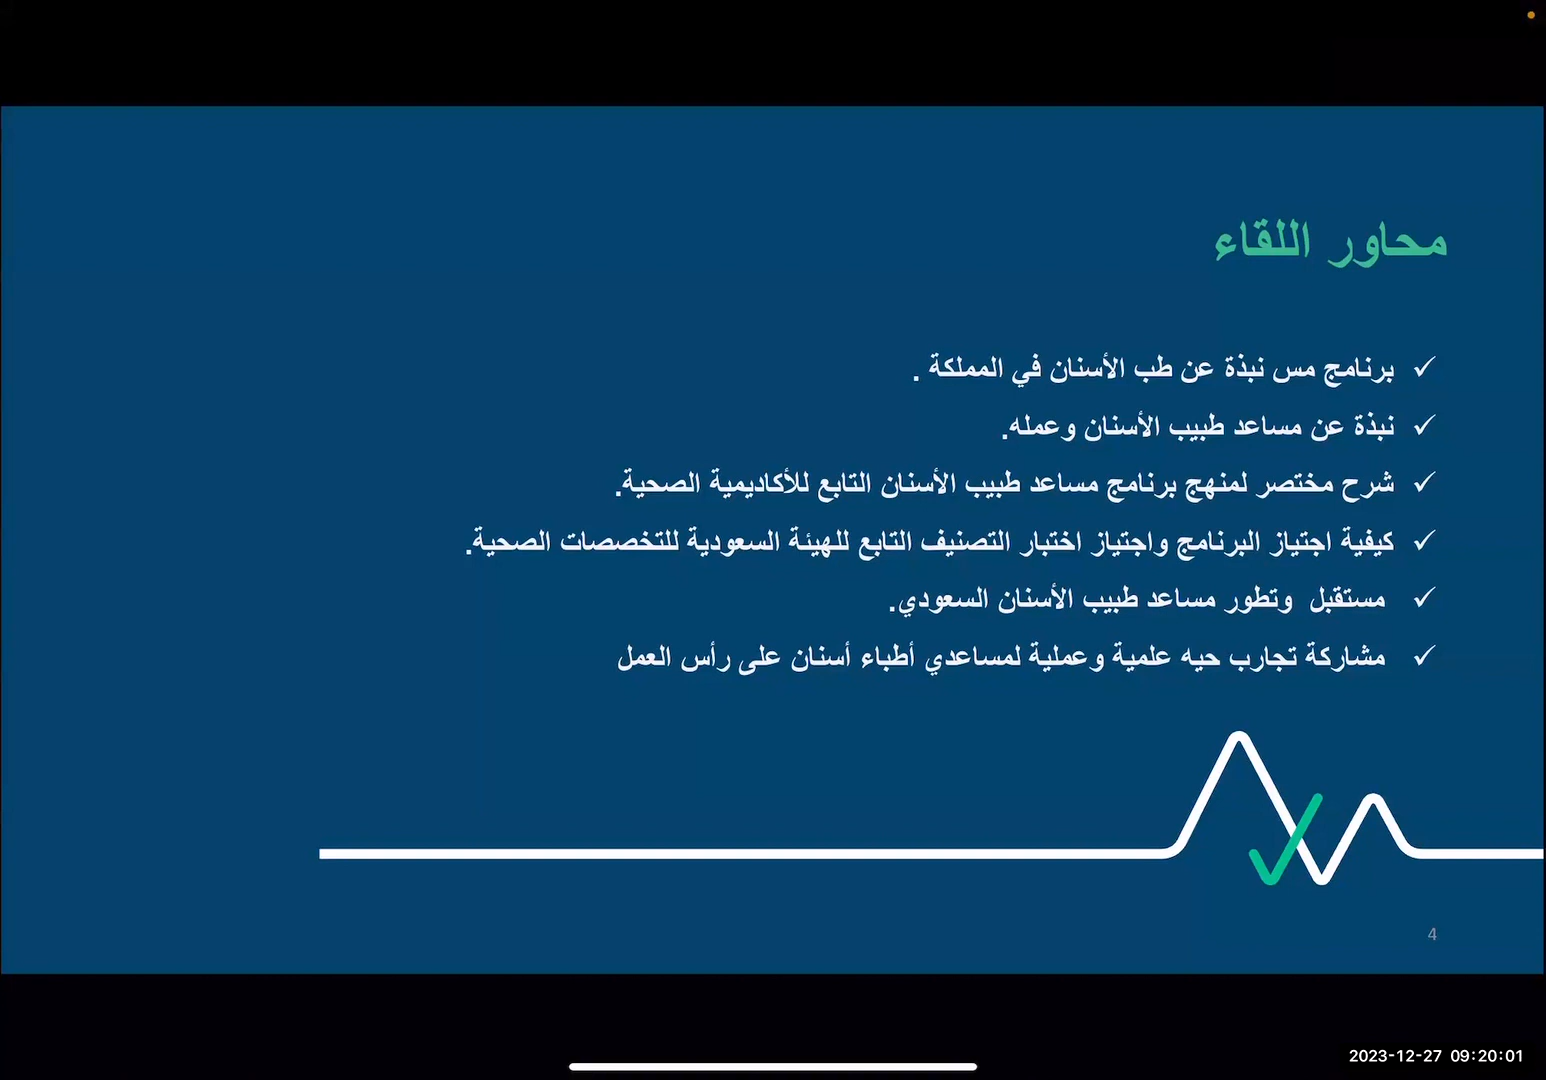 محاور اللقاء
✓ برنامج مس نبذة عن طب الأسنان في المملكة .
✓ نبذة عن مساعد طبيب الأسنان وعمله.
✓ شرح مختصر لمنهج برنامج مساعد طبيب الأسنان التابع للأكاديمية الصحية.
✓ كيفية اجتياز البرنامج واجتياز اختبار التصنيف التابع للهيئة السعودية للتخصصات الصحية.
✓ مستقبل وتطور مساعد طبيب الأسنان السعودي.
✓ مشاركة تجارب حيه علمية وعملية لمساعدي أطباء أسنان على رأس العمل
4
2023-12-27 09:20:01